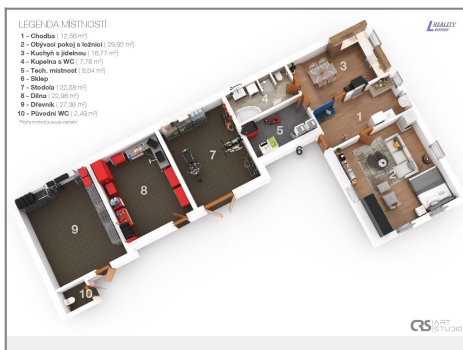 LEGENDA MÍSTNOSTÍ
1 - Chodba ( 12,58 m²)
2 - Obývací pokoj s ložnicí ( 29,95 m²)
3 - Kuchyň s jídelnou ( 16,77 m²)
4 - Kupelna s WC ( 7,78 m²)
5 - Tech. místnost ( 8,84 m²)
6 - Sklep
7 - Stodola ( 22,58 m²)
8 - Dílna ( 22,96 m²)
9 - Dřevník ( 27,36 m²)
10 - Původní WC ( 2,49 m²)
REALITY
Lennox
3
4
1
5
7
6
8
2
9
10
CRS ART
STUDIO